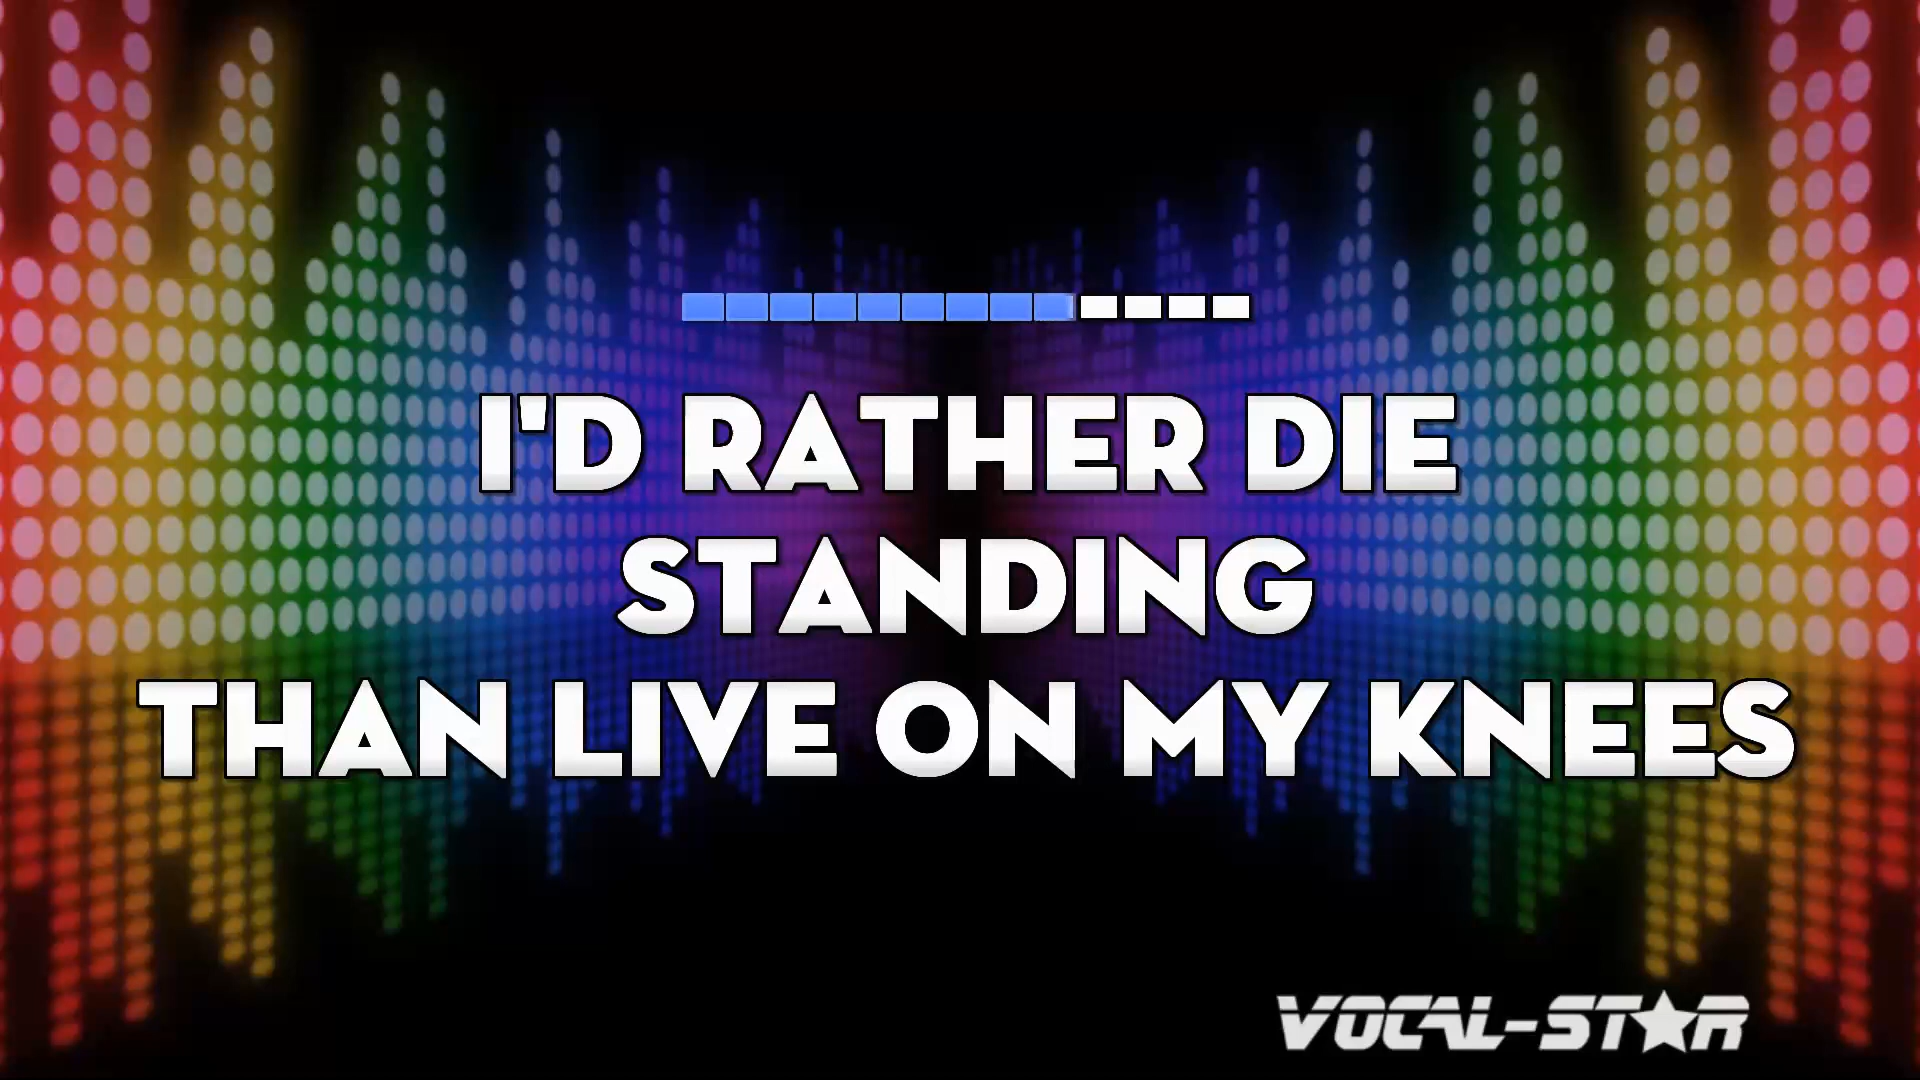 I'D RATHER DIE
STANDING
THAN LIVE ON MY KNEES
VOCAL-STAR